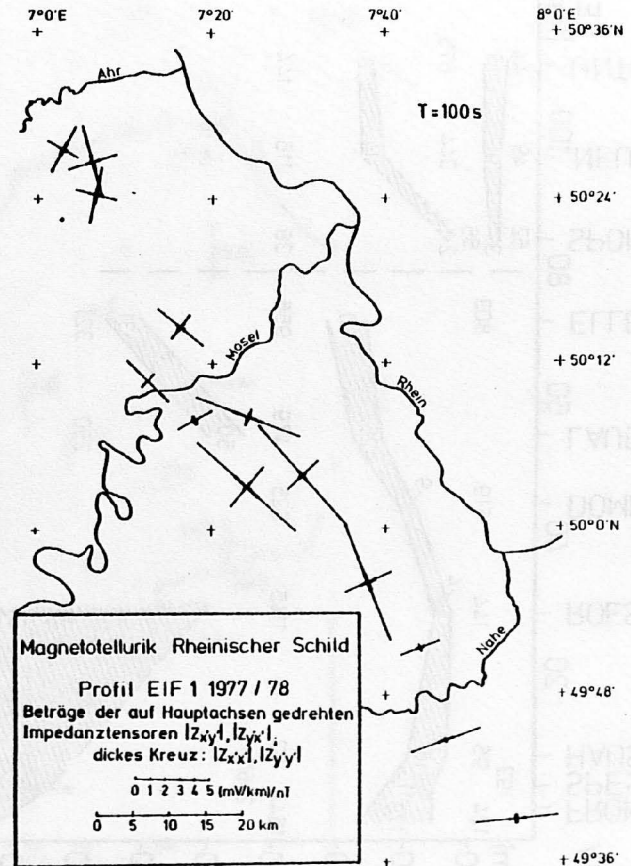 7°0'E 7°20' 7°40' 8°0'E
50°36'N
Ahr
T=100s
50°24'
Mosel
50°12'
Rhein
50°0'
Nahe
49°48'
49°36'
Magnetotellurik Rheinischer Schild
Profil EIF 1 1977 / 78
Beträge der auf Hauptachsen gedrehten
Impedanztensoren |Zx'y'|, |Zy'x'|;
dickes Kreuz: |Zx'x'|, |Zy'y'|
0 1 2 3 4 5 (mV/km)/nT
0 5 10 15 20 km